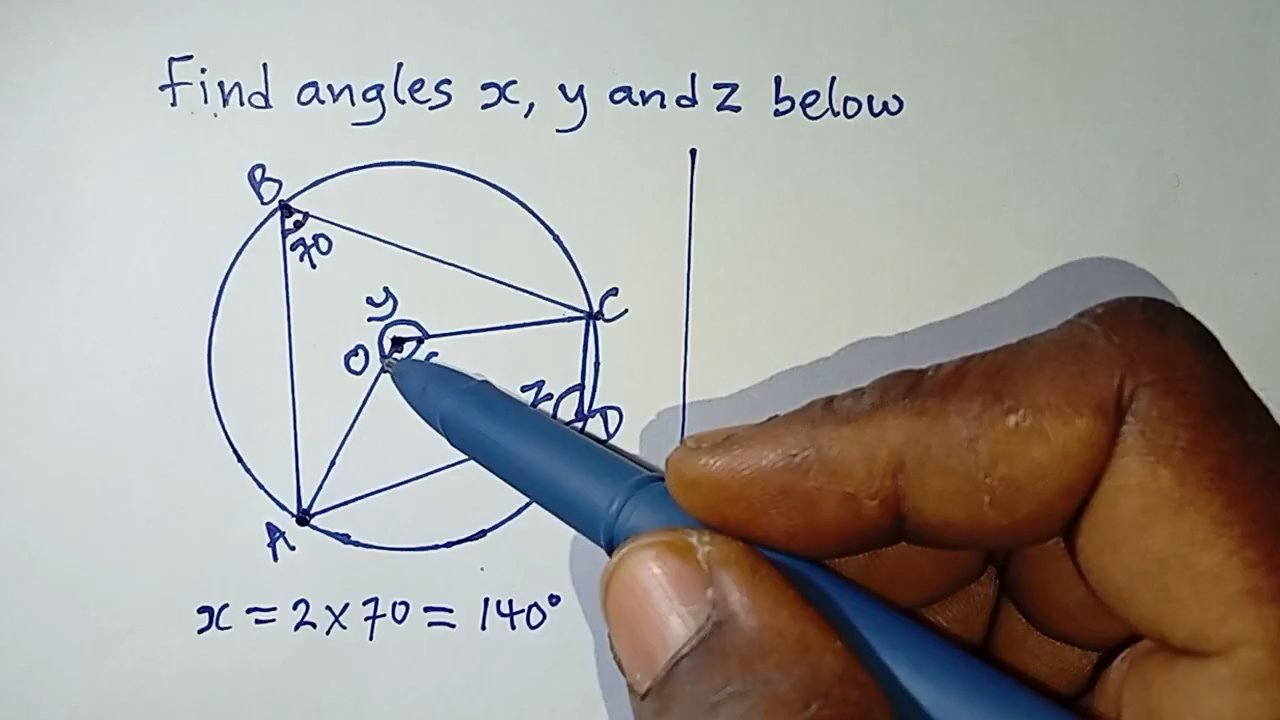 Find angles x, y and z below
B
70
y
C
O
z
D
A
x = 2 x 70 = 140°